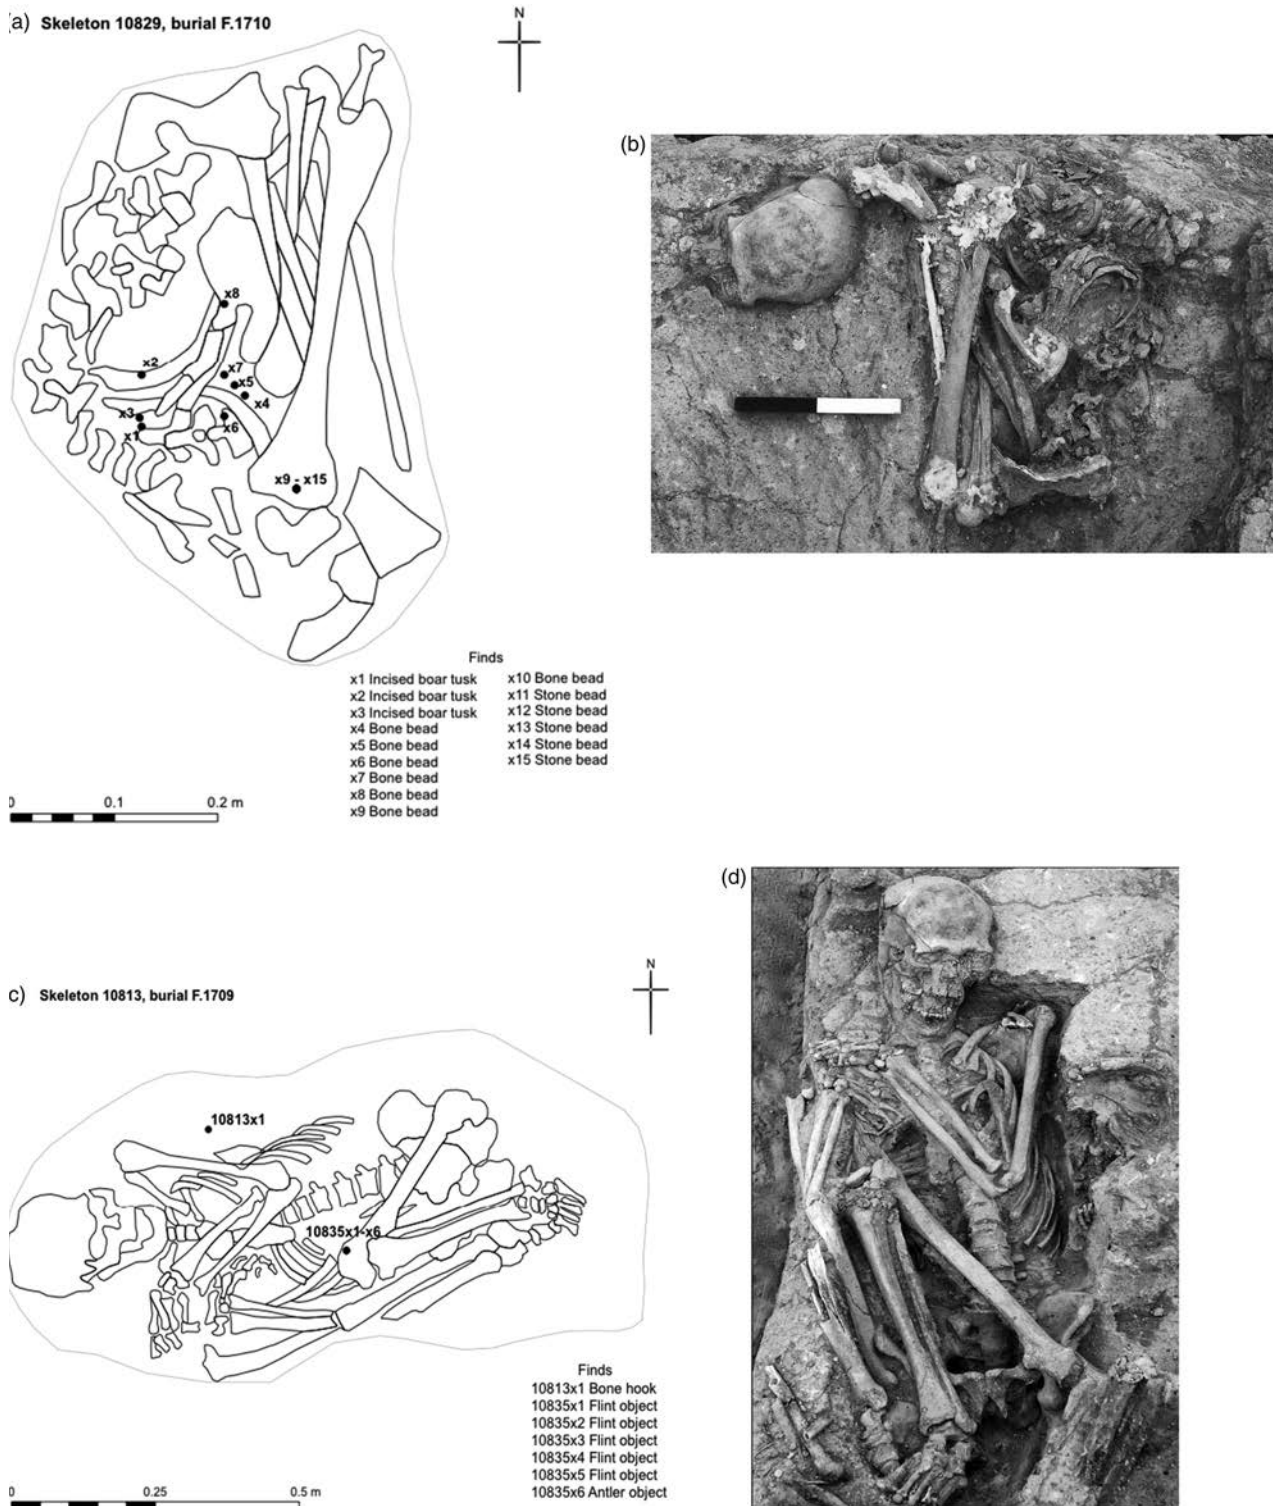 (a) Skeleton 10829, burial F.1710
N
x8
x2
x7
x5
x4
x3
x6
x1
x9 - x15
Finds
x1 Incised boar tusk
x2 Incised boar tusk
x3 Incised boar tusk
x4 Bone bead
x5 Bone bead
x6 Bone bead
x7 Bone bead
x8 Bone bead
x9 Bone bead
x10 Bone bead
x11 Stone bead
x12 Stone bead
x13 Stone bead
x14 Stone bead
x15 Stone bead
0 0.1 0.2 m
(b)
c) Skeleton 10813, burial F.1709
N
10813x1
10835x1-x6
Finds
10813x1 Bone hook
10835x1 Flint object
10835x2 Flint object
10835x3 Flint object
10835x4 Flint object
10835x5 Flint object
10835x6 Antler object
0 0.25 0.5 m
(d)